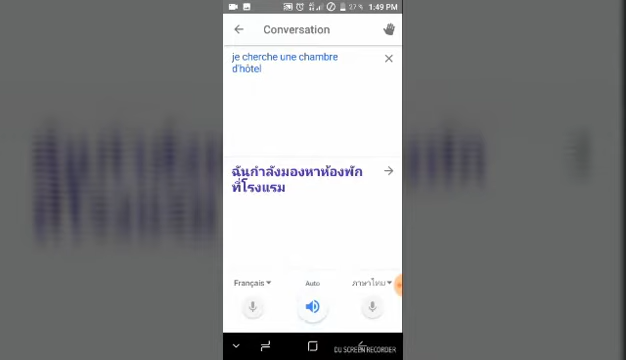 27% 1:49 PM
Conversation
je cherche une chambre
d'hôtel
ฉันกำลังมองหาห้องพัก
ที่โรงแรม
Français Auto ภาษาไทย
DU SCREEN RECORDER